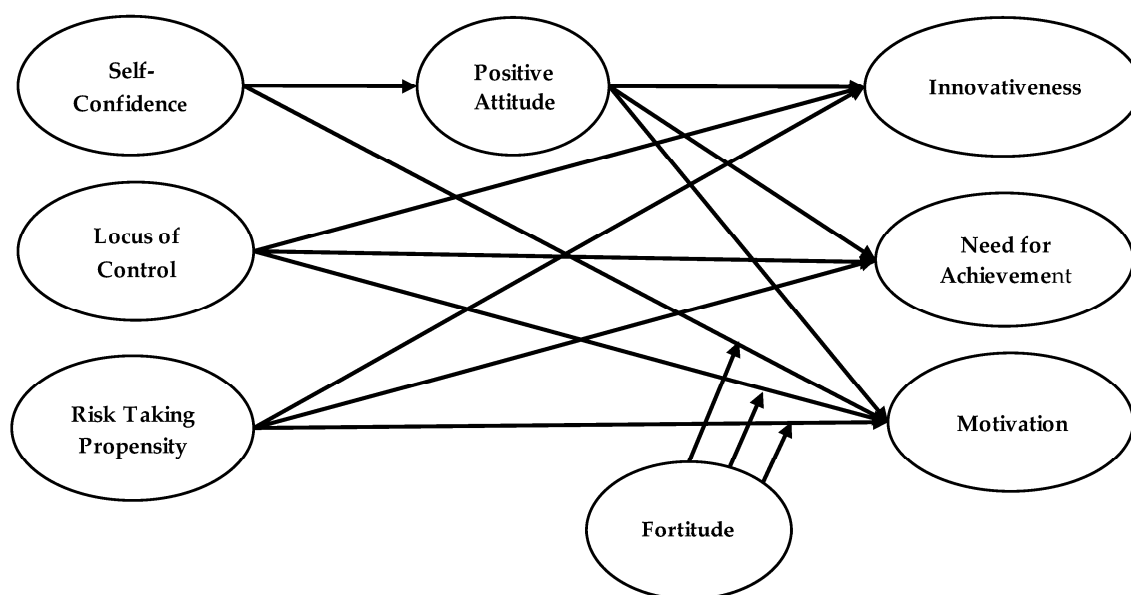 Self-
Confidence
Positive
Attitude
Innovativeness
Locus of
Control
Need for
Achievement
Risk Taking
Propensity
Motivation
Fortitude